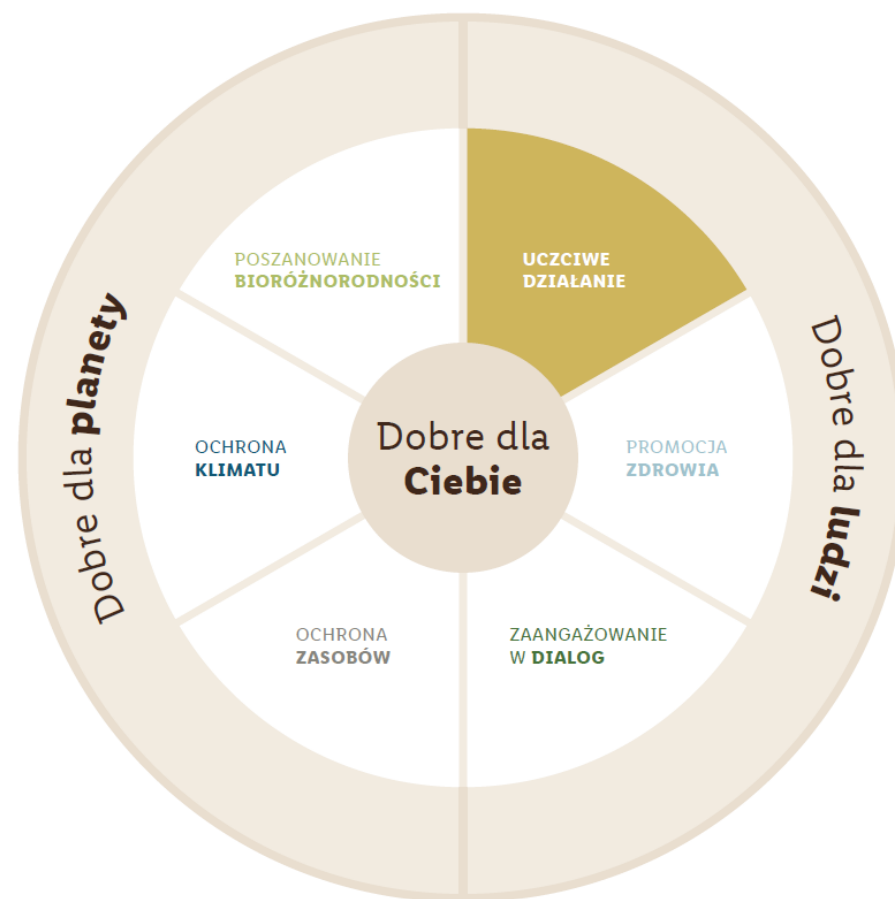 POSZANOWANIE
BIORÓŻNORODNOŚCI
UCZCIWE
DZIAŁANIE
Dobre dla planety
OCHRONA
KLIMATU
Dobre dla
Ciebie
PROMOCJA
ZDROWIA
Dobre dla ludzi
OCHRONA
ZASOBÓW
ZAANGAŻOWANIE
W DIALOG